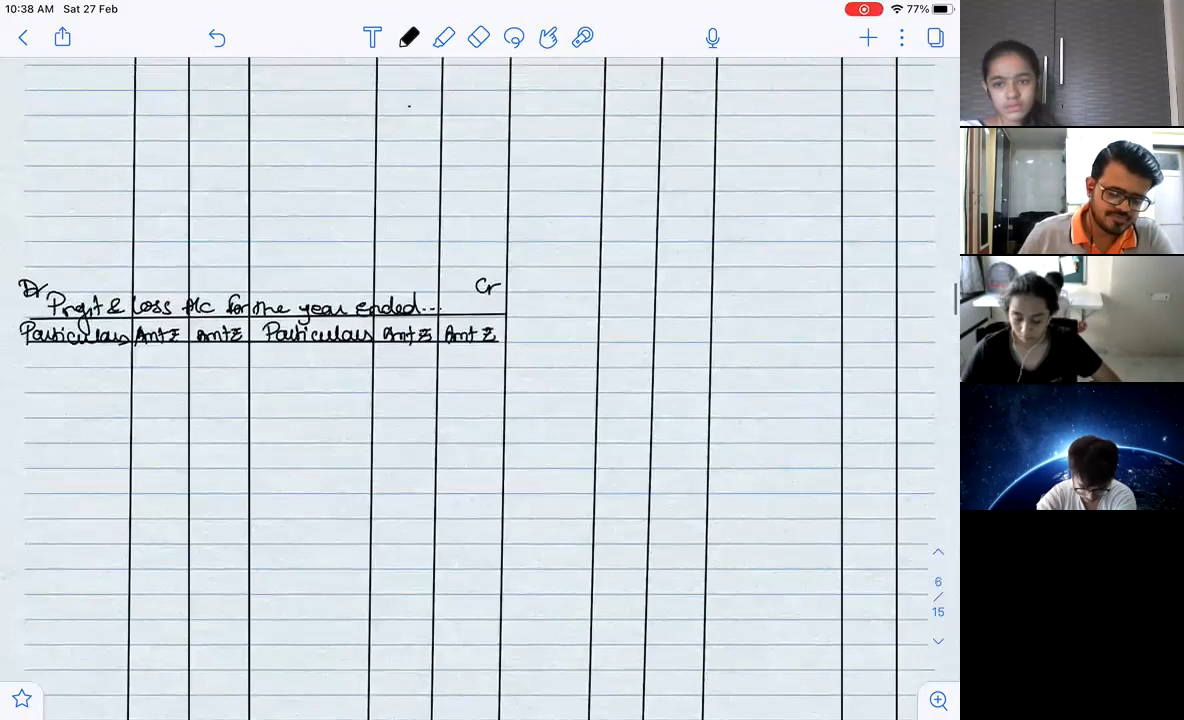 10:38 AM Sat 27 Feb 77%
Dr Cr
Profit & Loss A/c for the year ended...
Particulars Amt ₹ Amt ₹ Particulars Amt ₹ Amt ₹
6
/
15